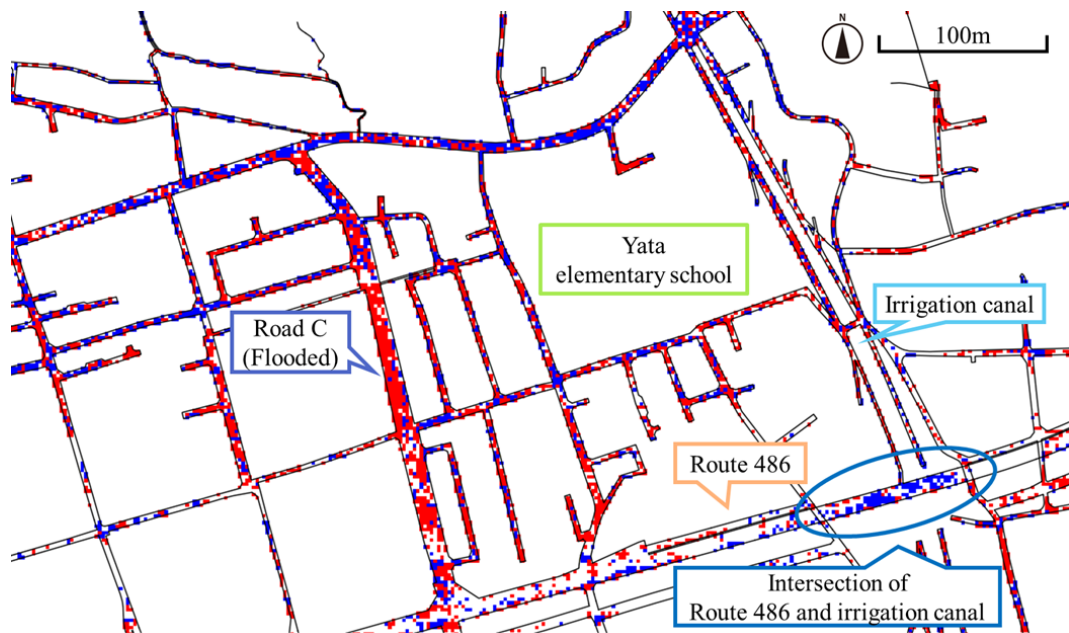 N
100m
Yata
elementary school
Irrigation canal
Road C
(Flooded)
Route 486
Intersection of
Route 486 and irrigation canal